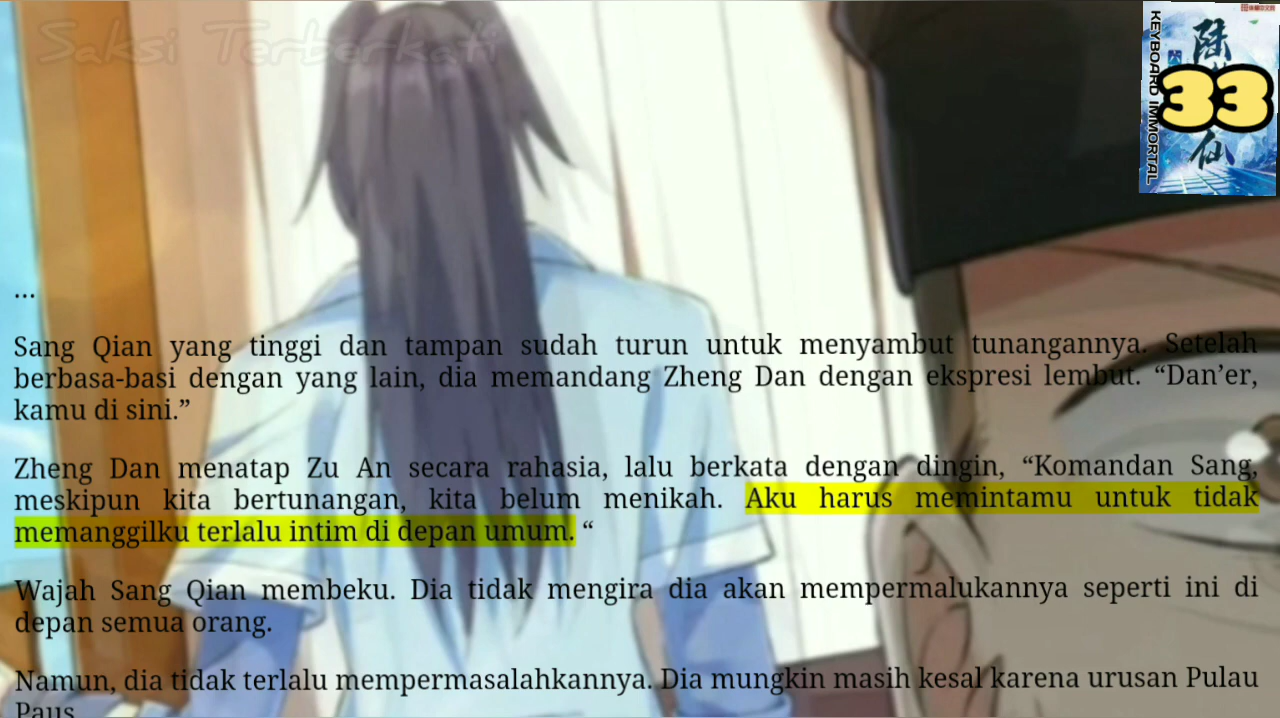 Saksi Terberkati
KEYBOARD IMMORTAL
33
仙
...
Sang Qian yang tinggi dan tampan sudah turun untuk menyambut tunangannya. Setelah
berbasa-basi dengan yang lain, dia memandang Zheng Dan dengan ekspresi lembut. “Dan’er,
kamu di sini.”
Zheng Dan menatap Zu An secara rahasia, lalu berkata dengan dingin, “Komandan Sang,
meskipun kita bertunangan, kita belum menikah. Aku harus memintamu untuk tidak
memanggilku terlalu intim di depan umum. “
Wajah Sang Qian membeku. Dia tidak mengira dia akan mempermalukannya seperti ini di
depan semua orang.
Namun, dia tidak terlalu mempermasalahkannya. Dia mungkin masih kesal karena urusan Pulau
Paus